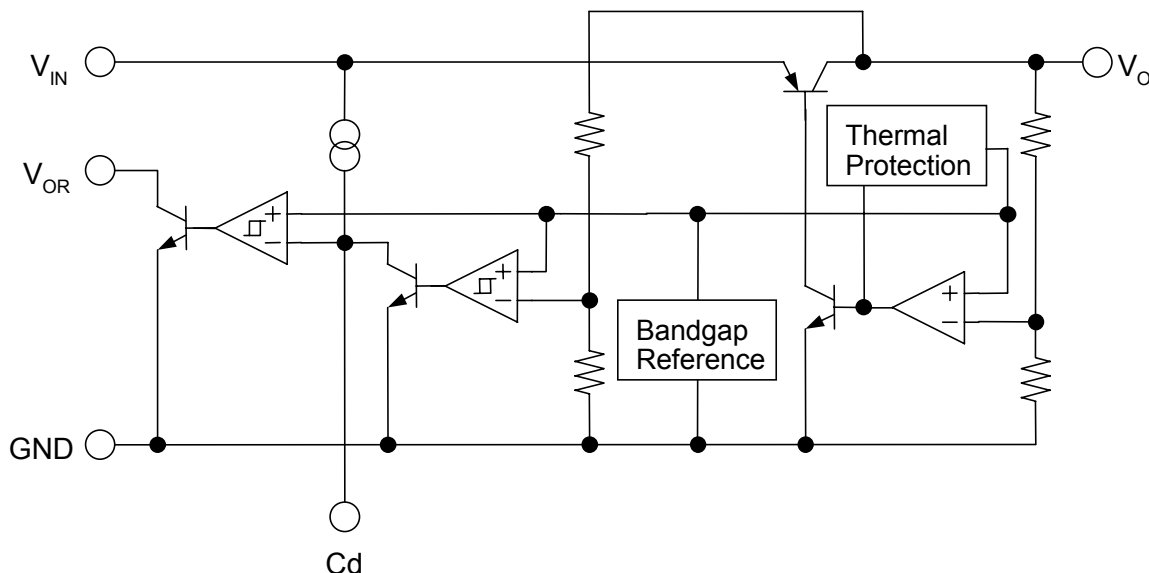 V_IN
V_O
Thermal
Protection
V_OR
+
−
+
−
+
−
Bandgap
Reference
GND
Cd